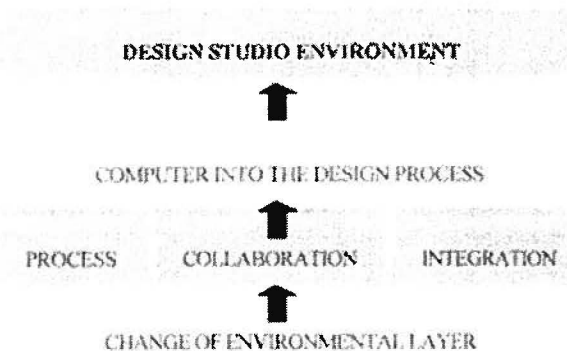 DESIGN STUDIO ENVIRONMENT
COMPUTER INTO THE DESIGN PROCESS
PROCESS COLLABORATION INTEGRATION
CHANGE OF ENVIRONMENTAL LAYER